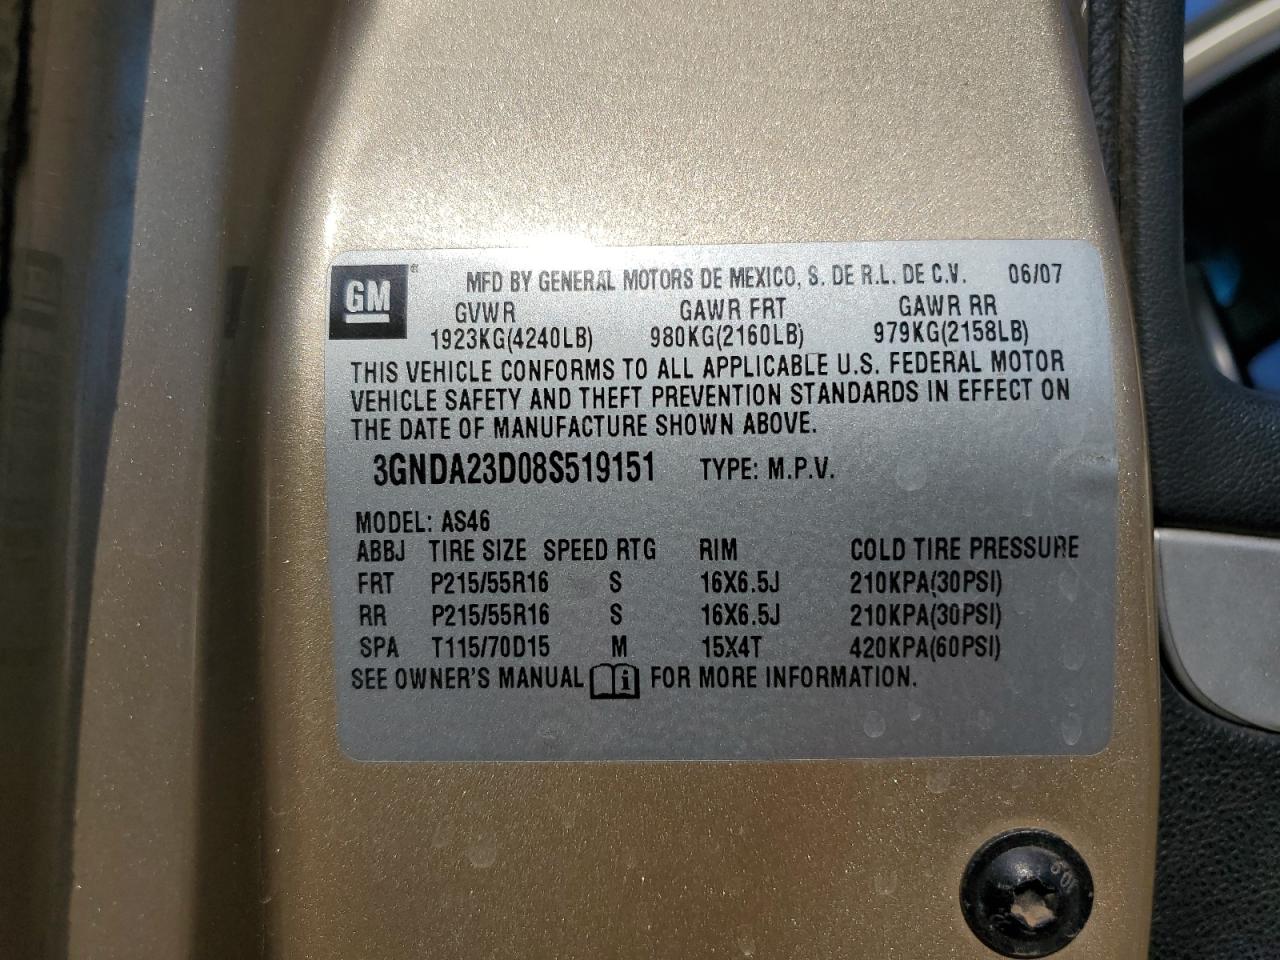 GM
MFD BY GENERAL MOTORS DE MEXICO, S. DE R.L. DE C.V. 06/07
GVWR GAWR FRT GAWR RR
1923KG(4240LB) 980KG(2160LB) 979KG(2158LB)
THIS VEHICLE CONFORMS TO ALL APPLICABLE U.S. FEDERAL MOTOR
VEHICLE SAFETY AND THEFT PREVENTION STANDARDS IN EFFECT ON
THE DATE OF MANUFACTURE SHOWN ABOVE.
3GNDA23D08S519151 TYPE: M.P.V.
MODEL: AS46
ABBJ TIRE SIZE SPEED RTG RIM COLD TIRE PRESSURE
FRT P215/55R16 S 16X6.5J 210KPA(30PSI)
RR P215/55R16 S 16X6.5J 210KPA(30PSI)
SPA T115/70D15 M 15X4T 420KPA(60PSI)
SEE OWNER'S MANUAL i FOR MORE INFORMATION.